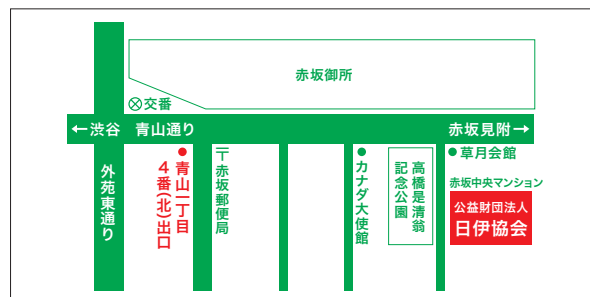 赤坂御所
交番
←渋谷 青山通り 赤坂見附→
外苑東通り
青山一丁目
4番(北)出口
〒赤坂郵便局
カナダ大使館
高橋是清翁
記念公園
草月会館
赤坂中央マンション
公益財団法人
日伊協会